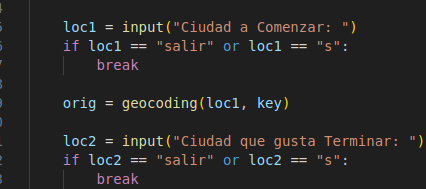 loc1 = input("Ciudad a Comenzar: ")
if loc1 == "salir" or loc1 == "s":
break
orig = geocoding(loc1, key)
loc2 = input("Ciudad que gusta Terminar: ")
if loc2 == "salir" or loc2 == "s":
break